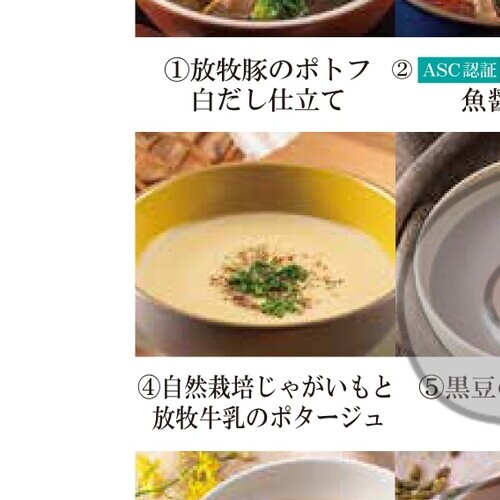 ①放牧豚のポトフ
白だし仕立て
② ASC認証
魚醤
④自然栽培じゃがいもと
放牧牛乳のポタージュ
⑤黒豆の